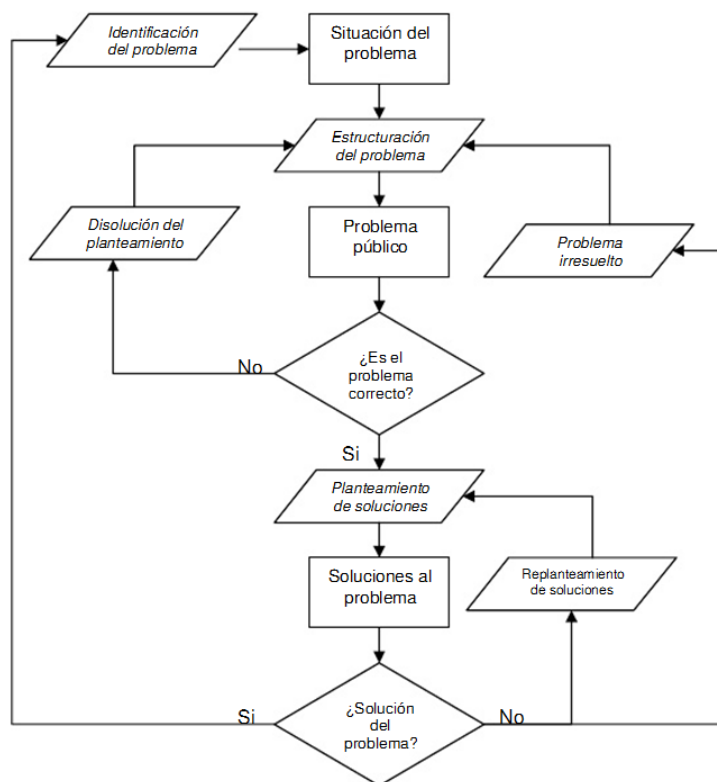 Identificación
del problema
Situación del
problema
Estructuración
del problema
Disolución del
planteamiento
Problema
público
Problema
irresuelto
¿Es el
problema
correcto?
No
Si
Planteamiento
de soluciones
Soluciones al
problema
Replanteamiento
de soluciones
¿Solución
del
problema?
Si
No